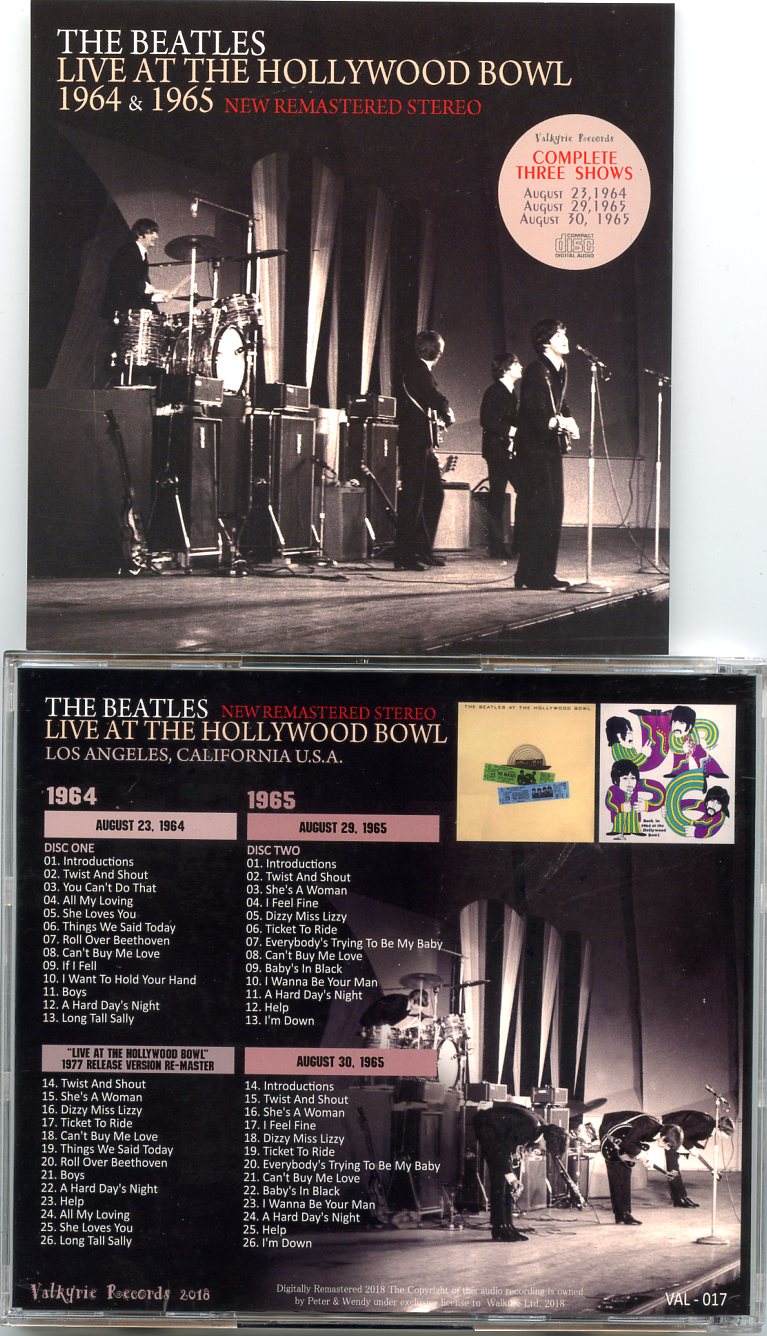 THE BEATLES
LIVE AT THE HOLLYWOOD BOWL
1964 & 1965 NEW REMASTERED STEREO
Valkyrie Records
COMPLETE
THREE SHOWS
August 23,1964
August 29,1965
August 30, 1965
COMPACT
disc
DIGITAL AUDIO
THE BEATLES NEW REMASTERED STEREO
LIVE AT THE HOLLYWOOD BOWL
LOS ANGELES, CALIFORNIA U.S.A.
THE BEATLES AT THE HOLLYWOOD BOWL
Back in
1964 at the
Hollywood
Bowl
1964
AUGUST 23, 1964
DISC ONE
01. Introductions
02. Twist And Shout
03. You Can't Do That
04. All My Loving
05. She Loves You
06. Things We Said Today
07. Roll Over Beethoven
08. Can't Buy Me Love
09. If I Fell
10. I Want To Hold Your Hand
11. Boys
12. A Hard Day's Night
13. Long Tall Sally
"LIVE AT THE HOLLYWOOD BOWL"
1977 RELEASE VERSION RE-MASTER
14. Twist And Shout
15. She's A Woman
16. Dizzy Miss Lizzy
17. Ticket To Ride
18. Can't Buy Me Love
19. Things We Said Today
20. Roll Over Beethoven
21. Boys
22. A Hard Day's Night
23. Help
24. All My Loving
25. She Loves You
26. Long Tall Sally
1965
AUGUST 29, 1965
DISC TWO
01. Introductions
02. Twist And Shout
03. She's A Woman
04. I Feel Fine
05. Dizzy Miss Lizzy
06. Ticket To Ride
07. Everybody's Trying To Be My Baby
08. Can't Buy Me Love
09. Baby's In Black
10. I Wanna Be Your Man
11. A Hard Day's Night
12. Help
13. I'm Down
AUGUST 30, 1965
14. Introductions
15. Twist And Shout
16. She's A Woman
17. I Feel Fine
18. Dizzy Miss Lizzy
19. Ticket To Ride
20. Everybody's Trying To Be My Baby
21. Can't Buy Me Love
22. Baby's In Black
23. I Wanna Be Your Man
24. A Hard Day's Night
25. Help
26. I'm Down
Valkyrie Records 2018
Digitally Remastered 2018 The Copyright of this audio recording is owned
by Peter & Wendy under exclusive license to Walkure Ltd. 2018
VAL - 017